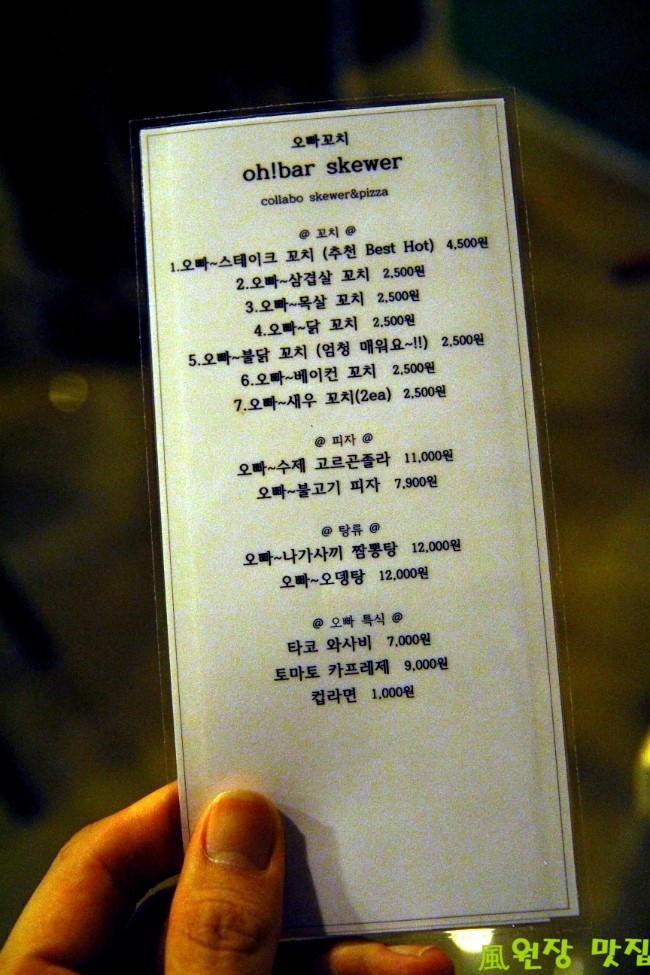 오빠꼬치
oh!bar skewer
collabo skewer&pizza
@ 꼬치 @
1.오빠~스테이크 꼬치 (추천 Best Hot) 4,500원
2.오빠~삼겹살 꼬치 2,500원
3.오빠~목살 꼬치 2,500원
4.오빠~닭 꼬치 2,500원
5.오빠~불닭 꼬치 (엄청 매워요~!!) 2,500원
6.오빠~베이컨 꼬치 2,500원
7.오빠~새우 꼬치(2ea) 2,500원
@ 피자 @
오빠~수제 고르곤졸라 11,000원
오빠~불고기 피자 7,900원
@ 탕류 @
오빠~나가사끼 짬뽕탕 12,000원
오빠~오뎅탕 12,000원
@ 오빠 특식 @
타코 와사비 7,000원
토마토 카프레제 9,000원
컵라면 1,000원
風원장 맛집